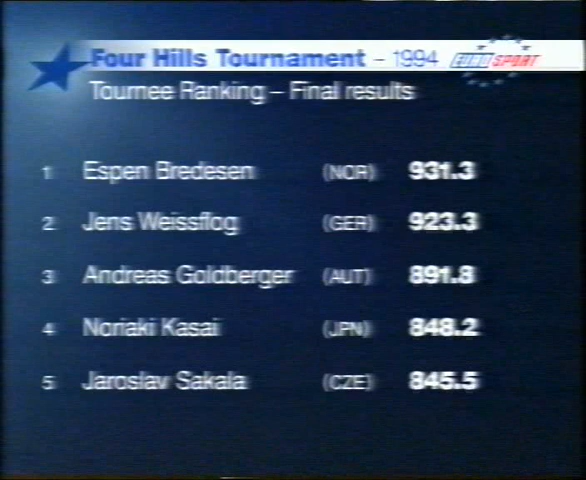 Four Hills Tournament – 1994 EUROSPORT
Tournee Ranking – Final results
1 Espen Bredesen (NOR) 931.3
2 Jens Weissflog (GER) 923.3
3 Andreas Goldberger (AUT) 891.8
4 Noriaki Kasai (JPN) 848.2
5 Jaroslav Sakala (CZE) 845.5